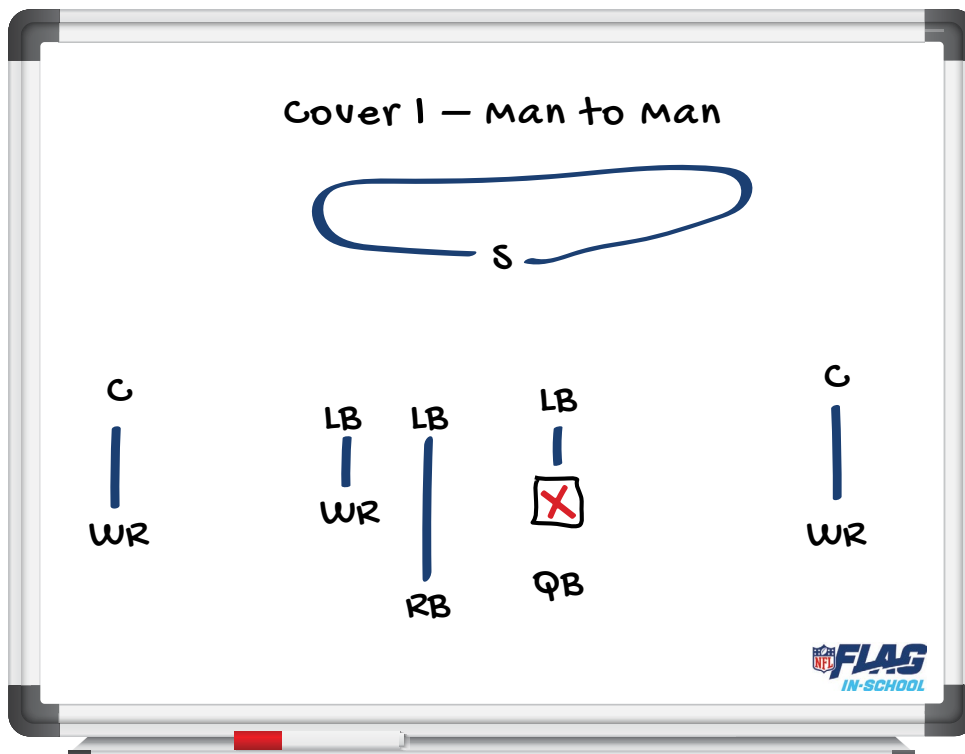 Cover 1 – Man to Man
S
C
C
LB
LB
LB
WR
X
WR
WR
RB
QB
NFL
FLAG
IN-SCHOOL